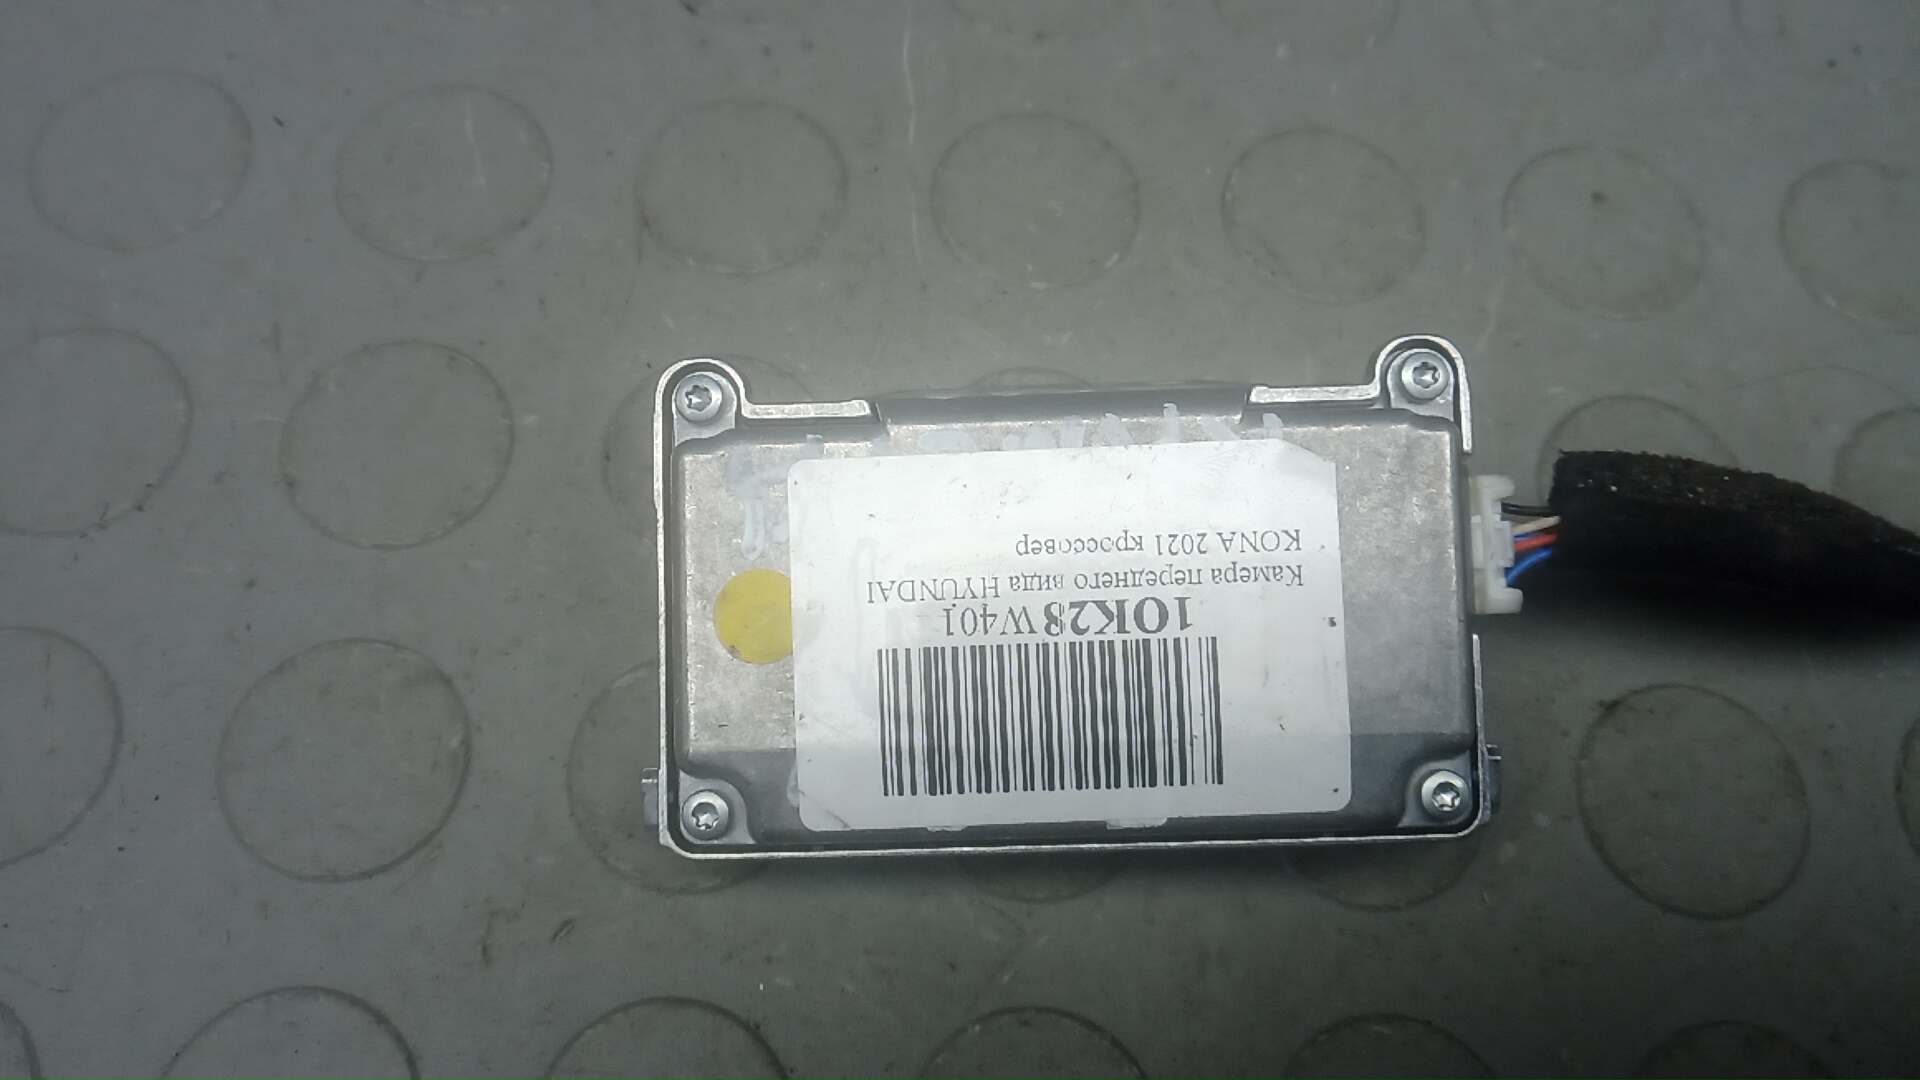 10K28W401
Камера переднего вида HYUNDAI
KONA 2021 кроссовер